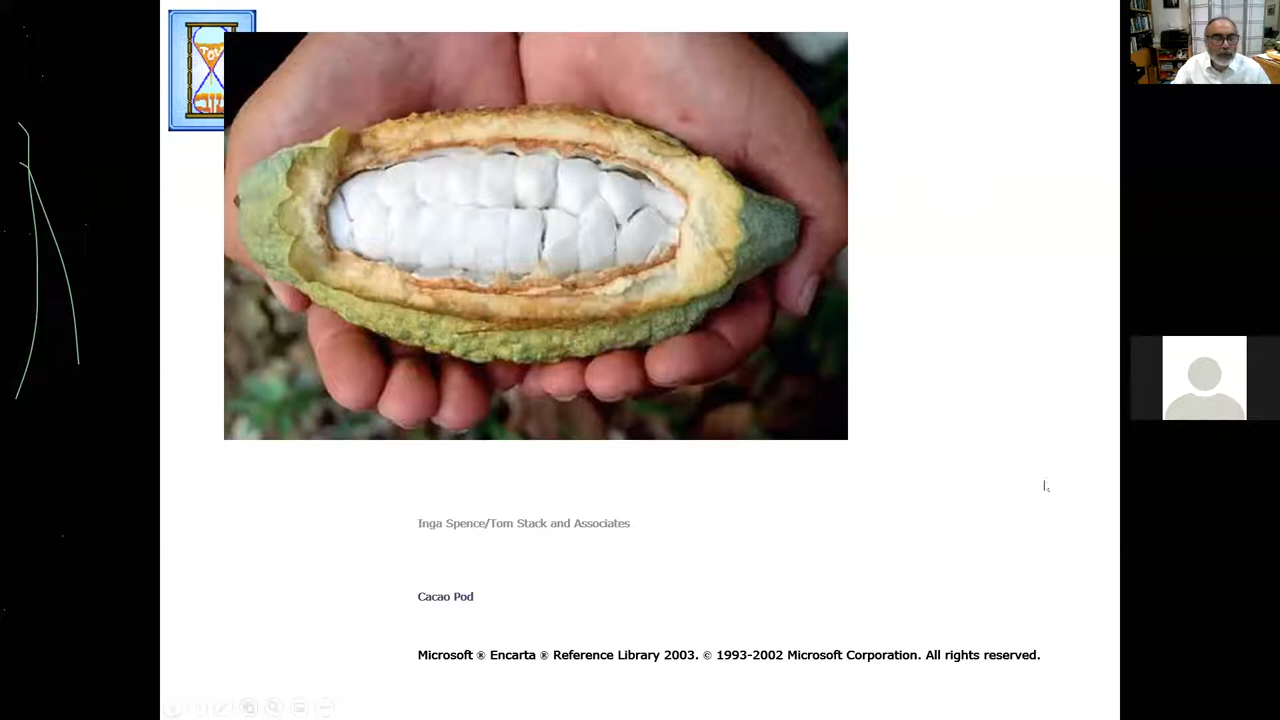 Inga Spence/Tom Stack and Associates
Cacao Pod
Microsoft ® Encarta ® Reference Library 2003. © 1993-2002 Microsoft Corporation. All rights reserved.